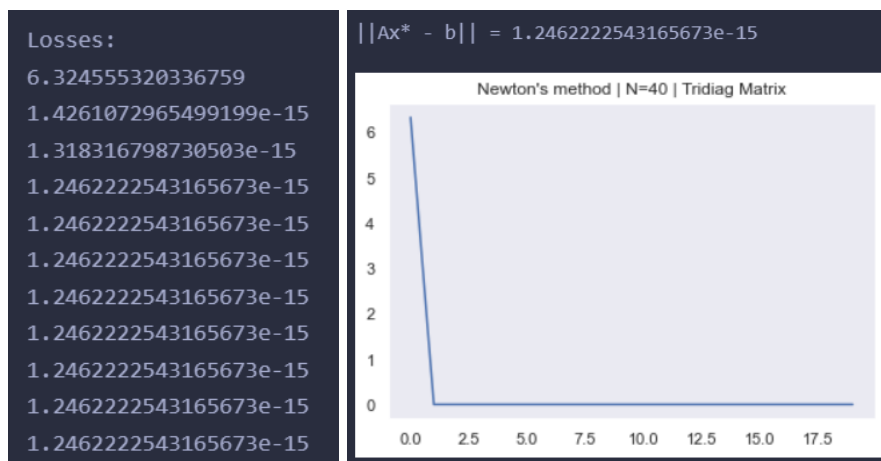 Losses:
6.324555320336759
1.4261072965499199e-15
1.318316798730503e-15
1.2462222543165673e-15
1.2462222543165673e-15
1.2462222543165673e-15
1.2462222543165673e-15
1.2462222543165673e-15
1.2462222543165673e-15
1.2462222543165673e-15
1.2462222543165673e-15
||Ax* - b|| = 1.2462222543165673e-15
Newton's method | N=40 | Tridiag Matrix
6
5
4
3
2
1
0
0.0 2.5 5.0 7.5 10.0 12.5 15.0 17.5